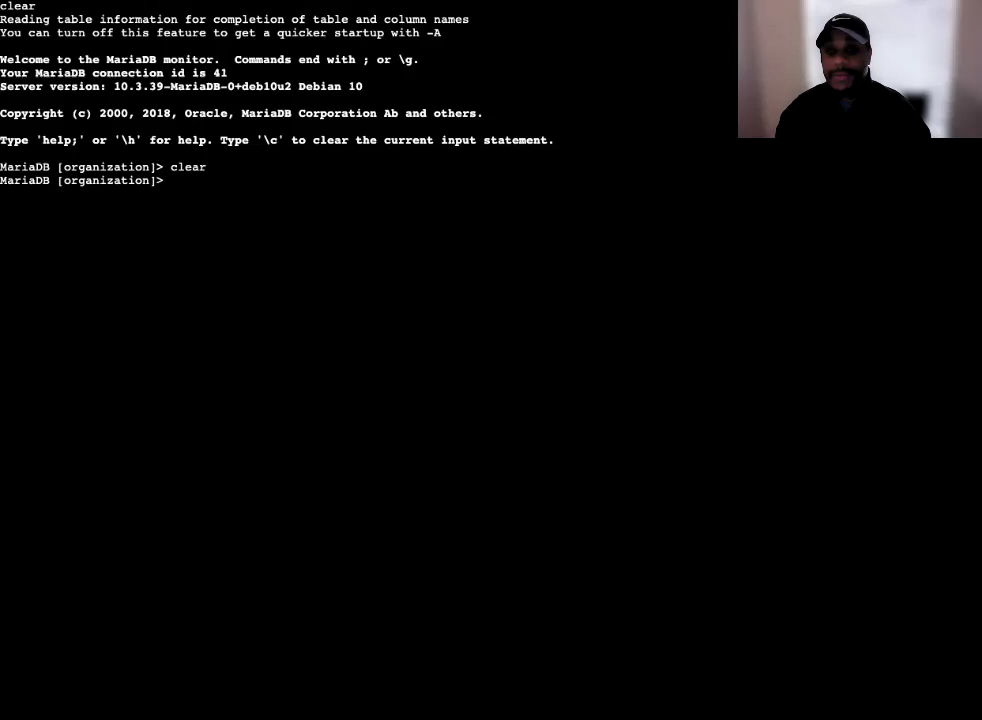 clear
Reading table information for completion of table and column names
You can turn off this feature to get a quicker startup with -A
Welcome to the MariaDB monitor.  Commands end with ; or \g.
Your MariaDB connection id is 41
Server version: 10.3.39-MariaDB-0+deb10u2 Debian 10
Copyright (c) 2000, 2018, Oracle, MariaDB Corporation Ab and others.
Type 'help;' or '\h' for help. Type '\c' to clear the current input statement.
MariaDB [organization]> clear
MariaDB [organization]>